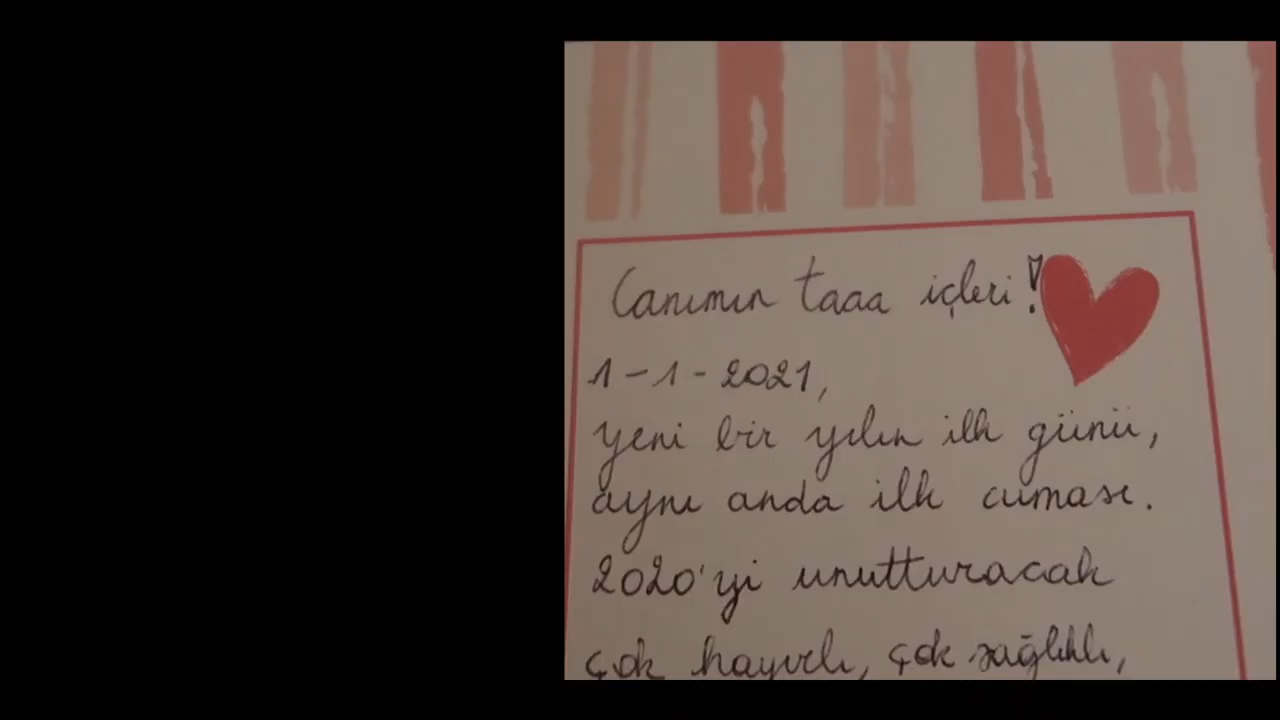 Canımın taaa içleri!
1-1-2021,
yeni bir yılın ilk günü,
aynı anda ilk cuması.
2020'yi unutturacak
çok hayırlı, çok sağlıklı,